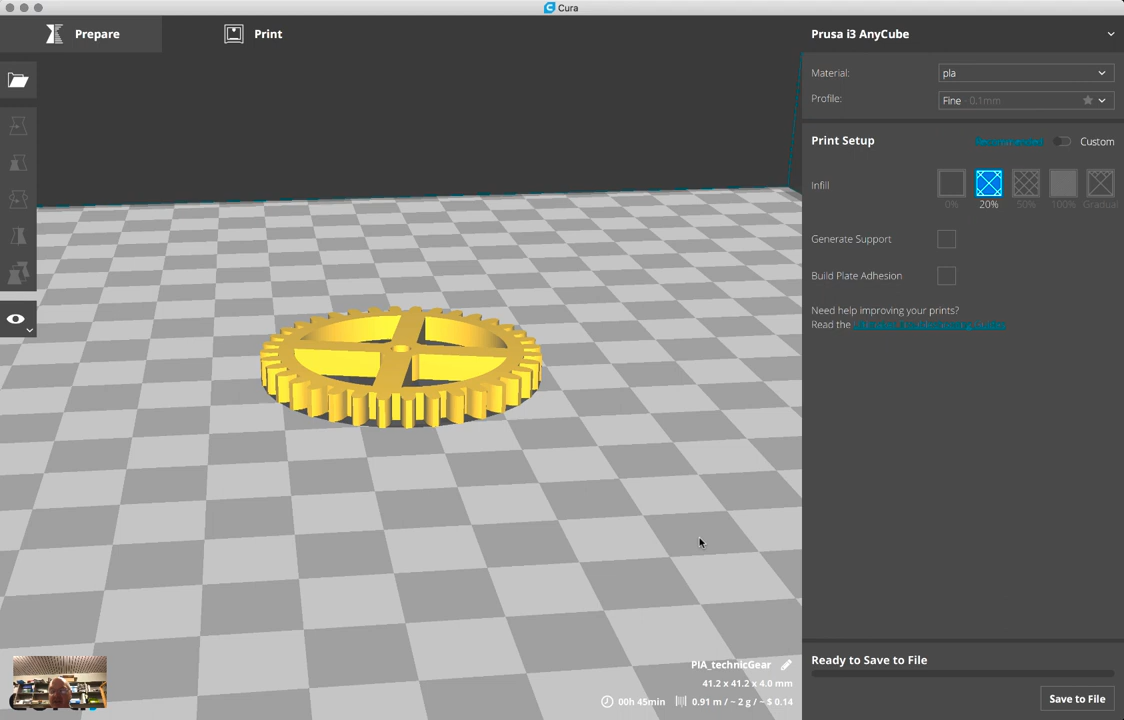 Cura
Prepare
Print
Prusa i3 AnyCube
Material:
pla
Profile:
Fine - 0.1mm
Print Setup
Recommended
Custom
Infill
0%
20%
50%
100%
Gradual
Generate Support
Build Plate Adhesion
Need help improving your prints?
Read the
PIA_technicGear
41.2 x 41.2 x 4.0 mm
00h 45min
0.91 m / ~ 2 g / ~ $ 0.14
Ready to Save to File
Save to File